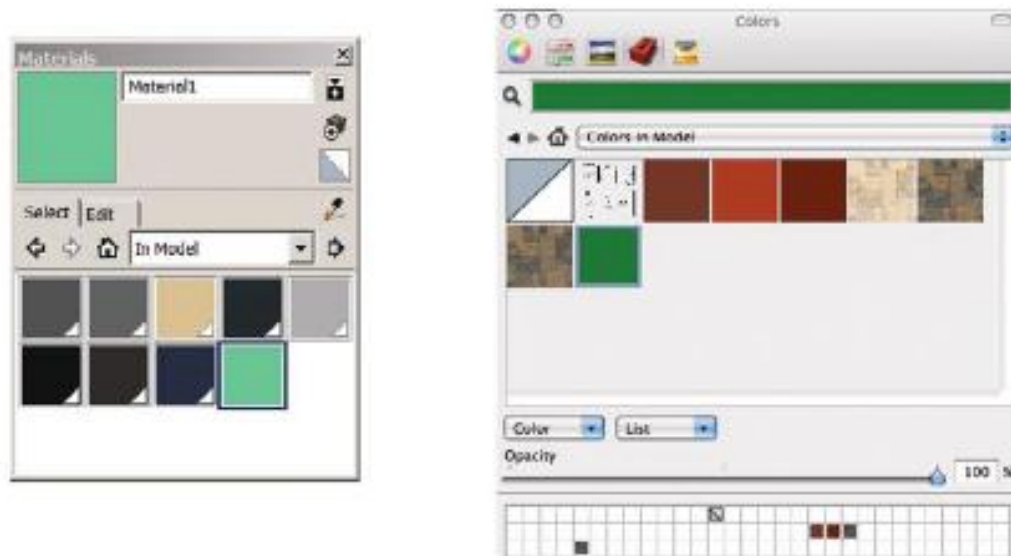 Materials
Material1
Select Edit
In Model
Colors
Colors in Model
Color List
Opacity
100 %